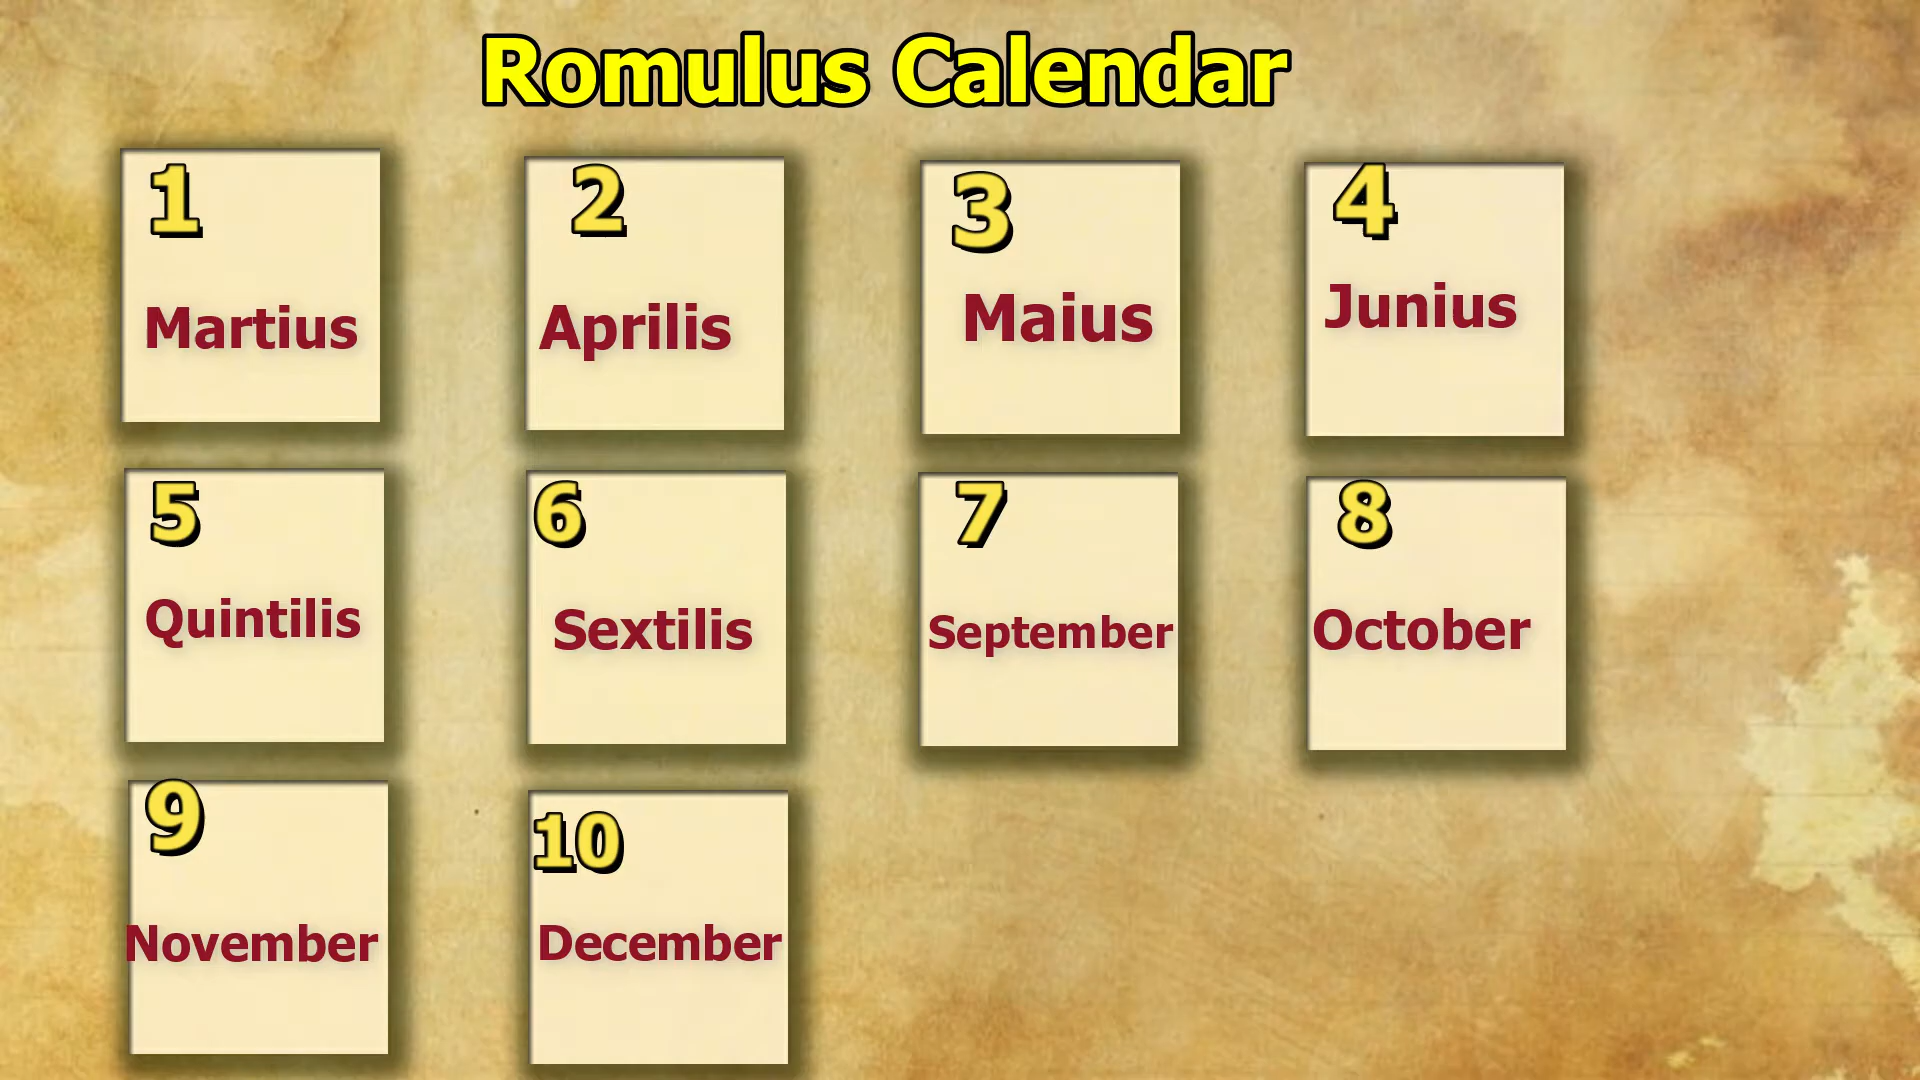 Romulus Calendar
1
Martius
2
Aprilis
3
Maius
4
Junius
5
Quintilis
6
Sextilis
7
September
8
October
9
November
10
December